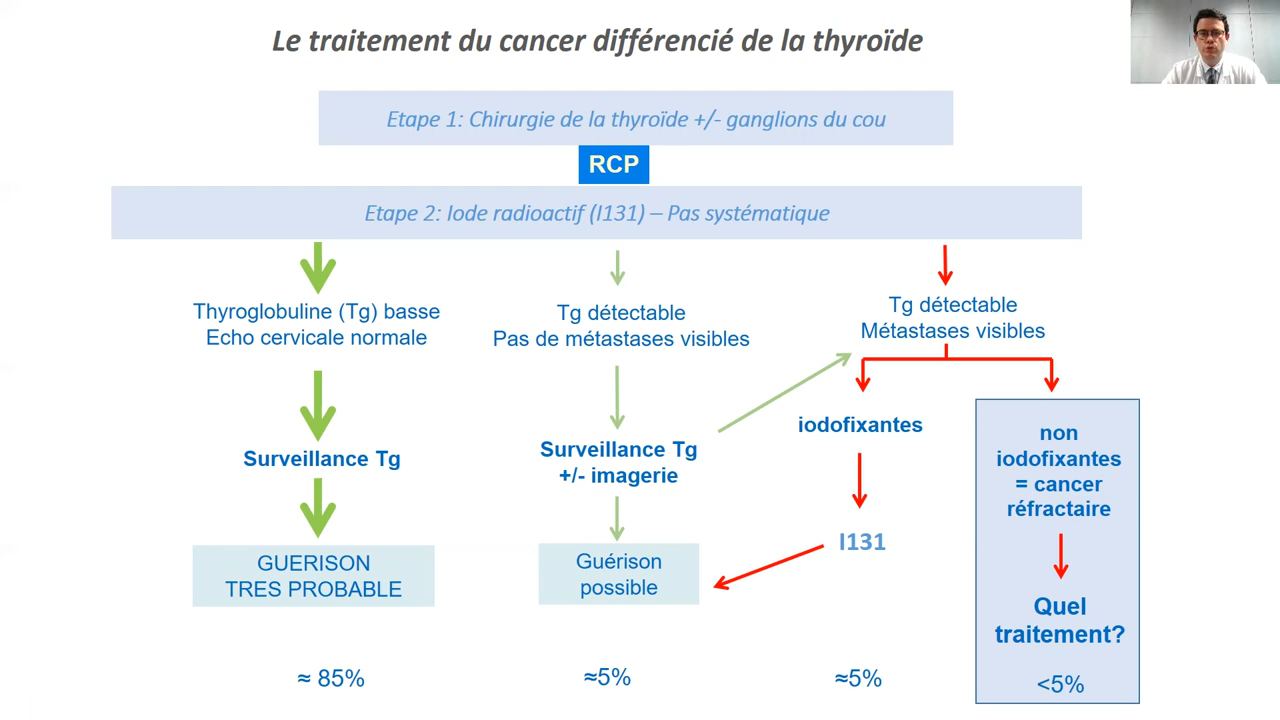 Le traitement du cancer différencié de la thyroïde
Etape 1: Chirurgie de la thyroïde +/- ganglions du cou
RCP
Etape 2: Iode radioactif (I131) – Pas systématique
Thyroglobuline (Tg) basse
Echo cervicale normale
Surveillance Tg
GUERISON
TRES PROBABLE
≈ 85%
Tg détectable
Pas de métastases visibles
Surveillance Tg
+/- imagerie
Guérison
possible
≈5%
Tg détectable
Métastases visibles
iodofixantes
I131
≈5%
non
iodofixantes
= cancer
réfractaire
Quel
traitement?
<5%